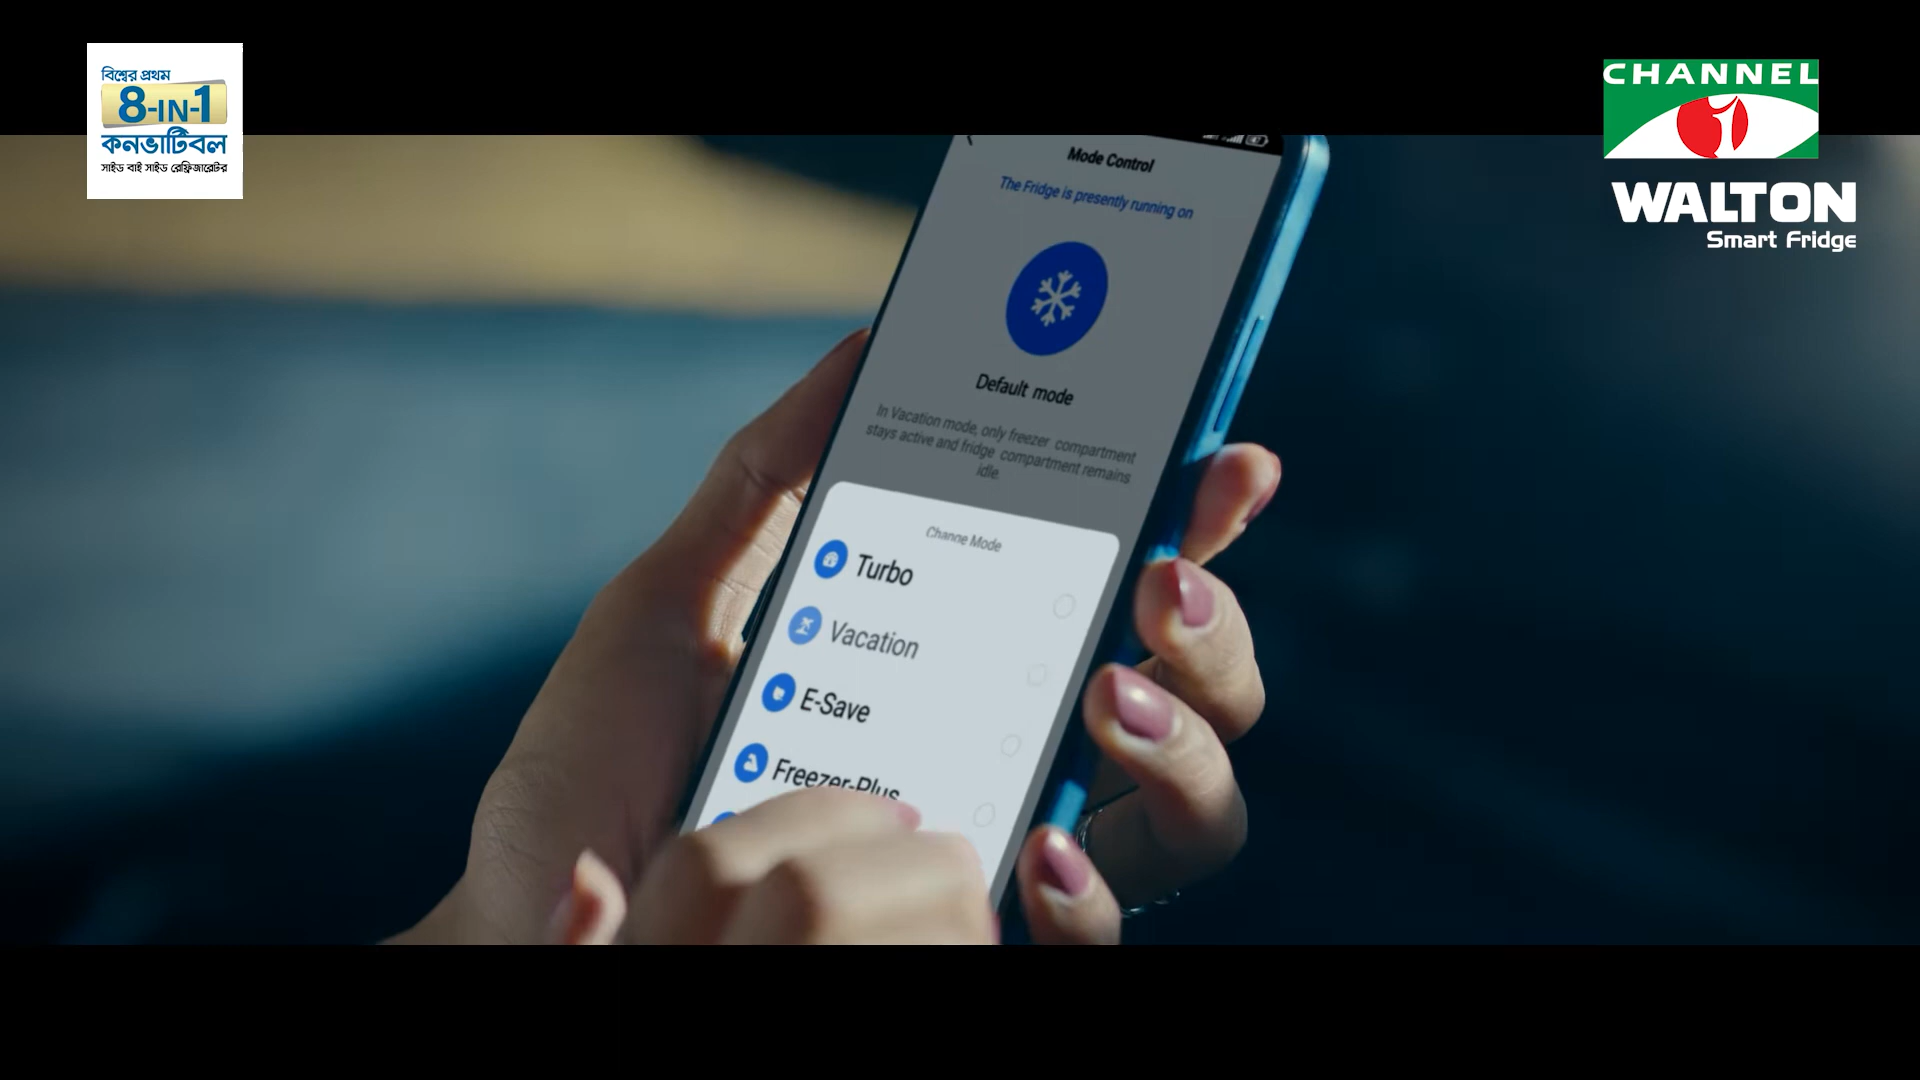 বিশ্বের প্রথম
8-IN-1
কনভার্টিবল
সাইড বাই সাইড রেফ্রিজারেটর
CHANNEL
i
WALTON
Smart Fridge
Mode Control
The Fridge is presently running on
Default mode
In Vacation mode, only freezer compartment
stays active and fridge compartment remains
idle.
Change Mode
Turbo
Vacation
E-Save
Freezer-Plus